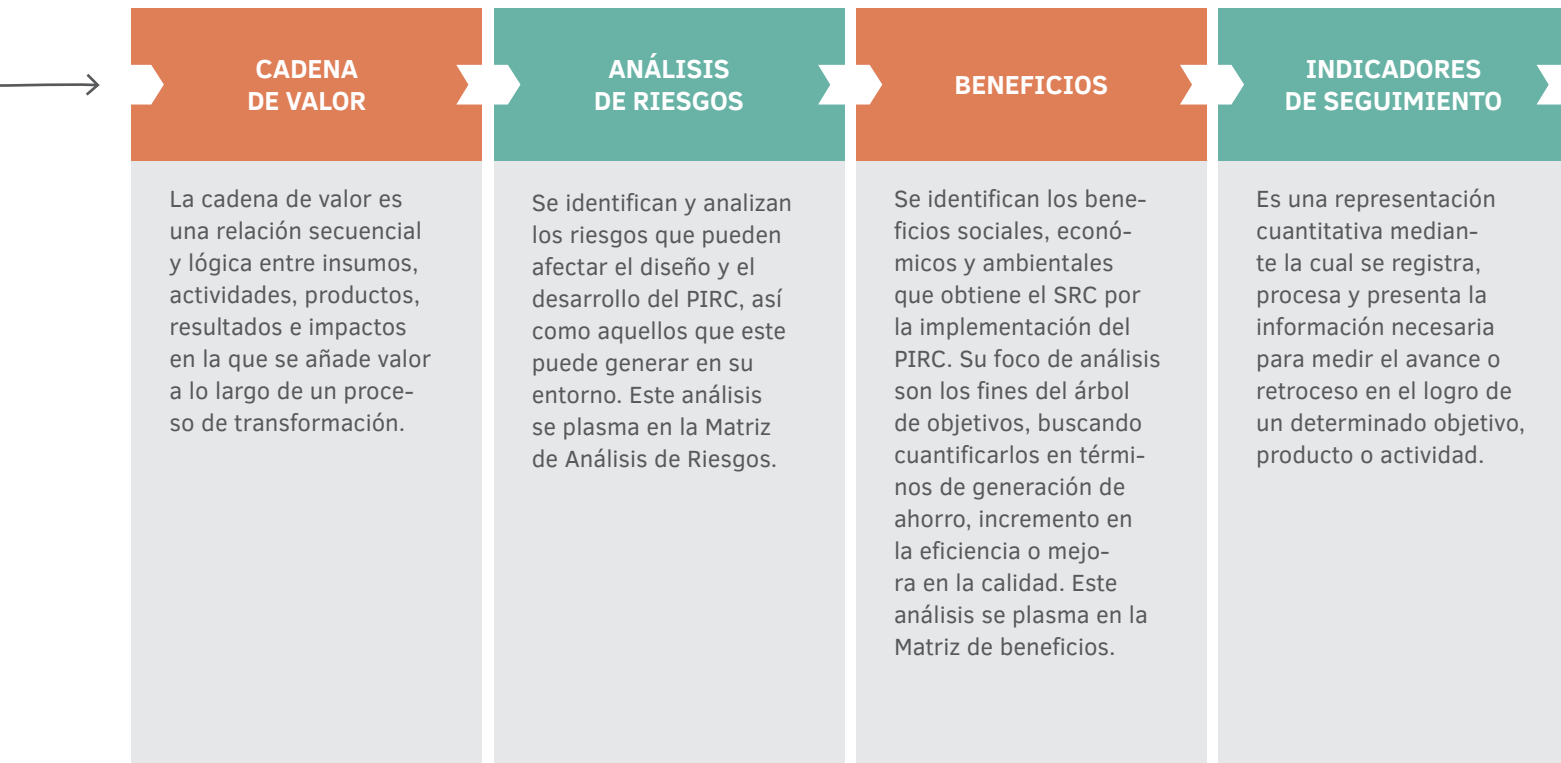 CADENA
DE VALOR
La cadena de valor es
una relación secuencial
y lógica entre insumos,
actividades, productos,
resultados e impactos
en la que se añade valor
a lo largo de un proce-
so de transformación.
ANÁLISIS
DE RIESGOS
Se identifican y analizan
los riesgos que pueden
afectar el diseño y el
desarrollo del PIRC, así
como aquellos que este
puede generar en su
entorno. Este análisis
se plasma en la Matriz
de Análisis de Riesgos.
BENEFICIOS
Se identifican los bene-
ficios sociales, econó-
micos y ambientales
que obtiene el SRC por
la implementación del
PIRC. Su foco de análisis
son los fines del árbol
de objetivos, buscando
cuantificarlos en térmi-
nos de generación de
ahorro, incremento en
la eficiencia o mejo-
ra en la calidad. Este
análisis se plasma en la
Matriz de beneficios.
INDICADORES
DE SEGUIMIENTO
Es una representación
cuantitativa median-
te la cual se registra,
procesa y presenta la
información necesaria
para medir el avance o
retroceso en el logro de
un determinado objetivo,
producto o actividad.